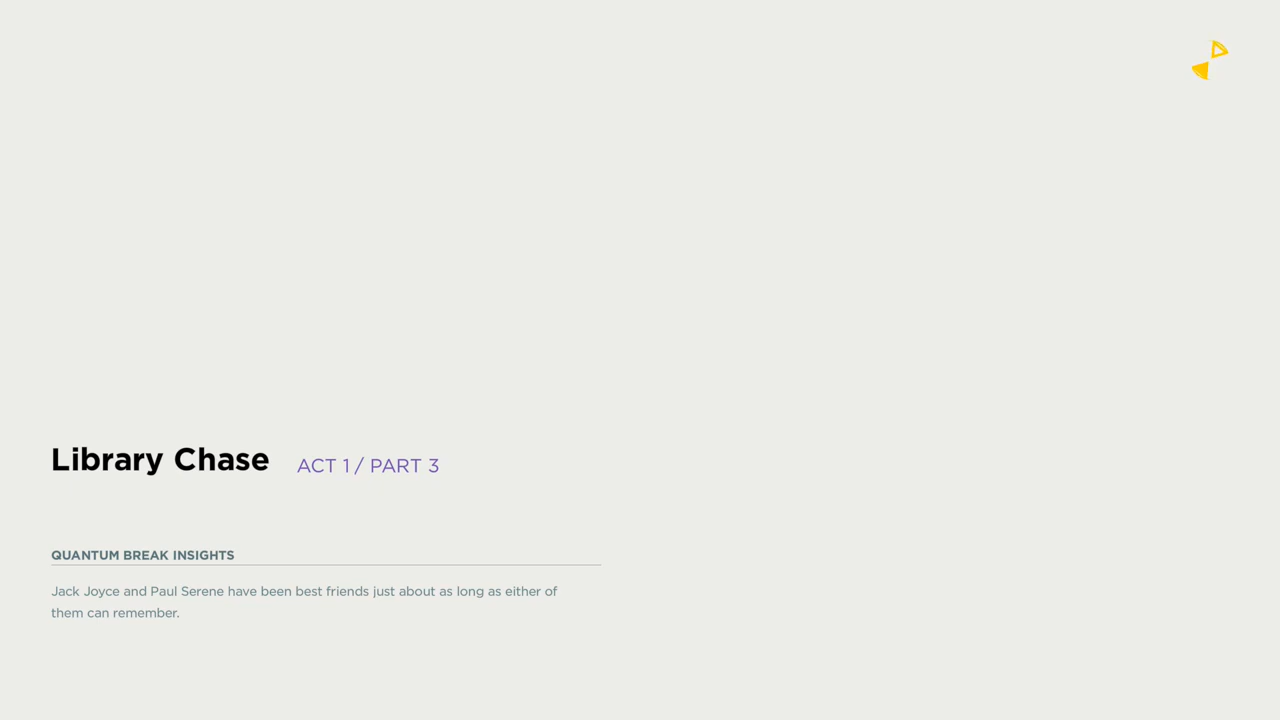 Library Chase ACT 1 / PART 3
QUANTUM BREAK INSIGHTS
Jack Joyce and Paul Serene have been best friends just about as long as either of
them can remember.